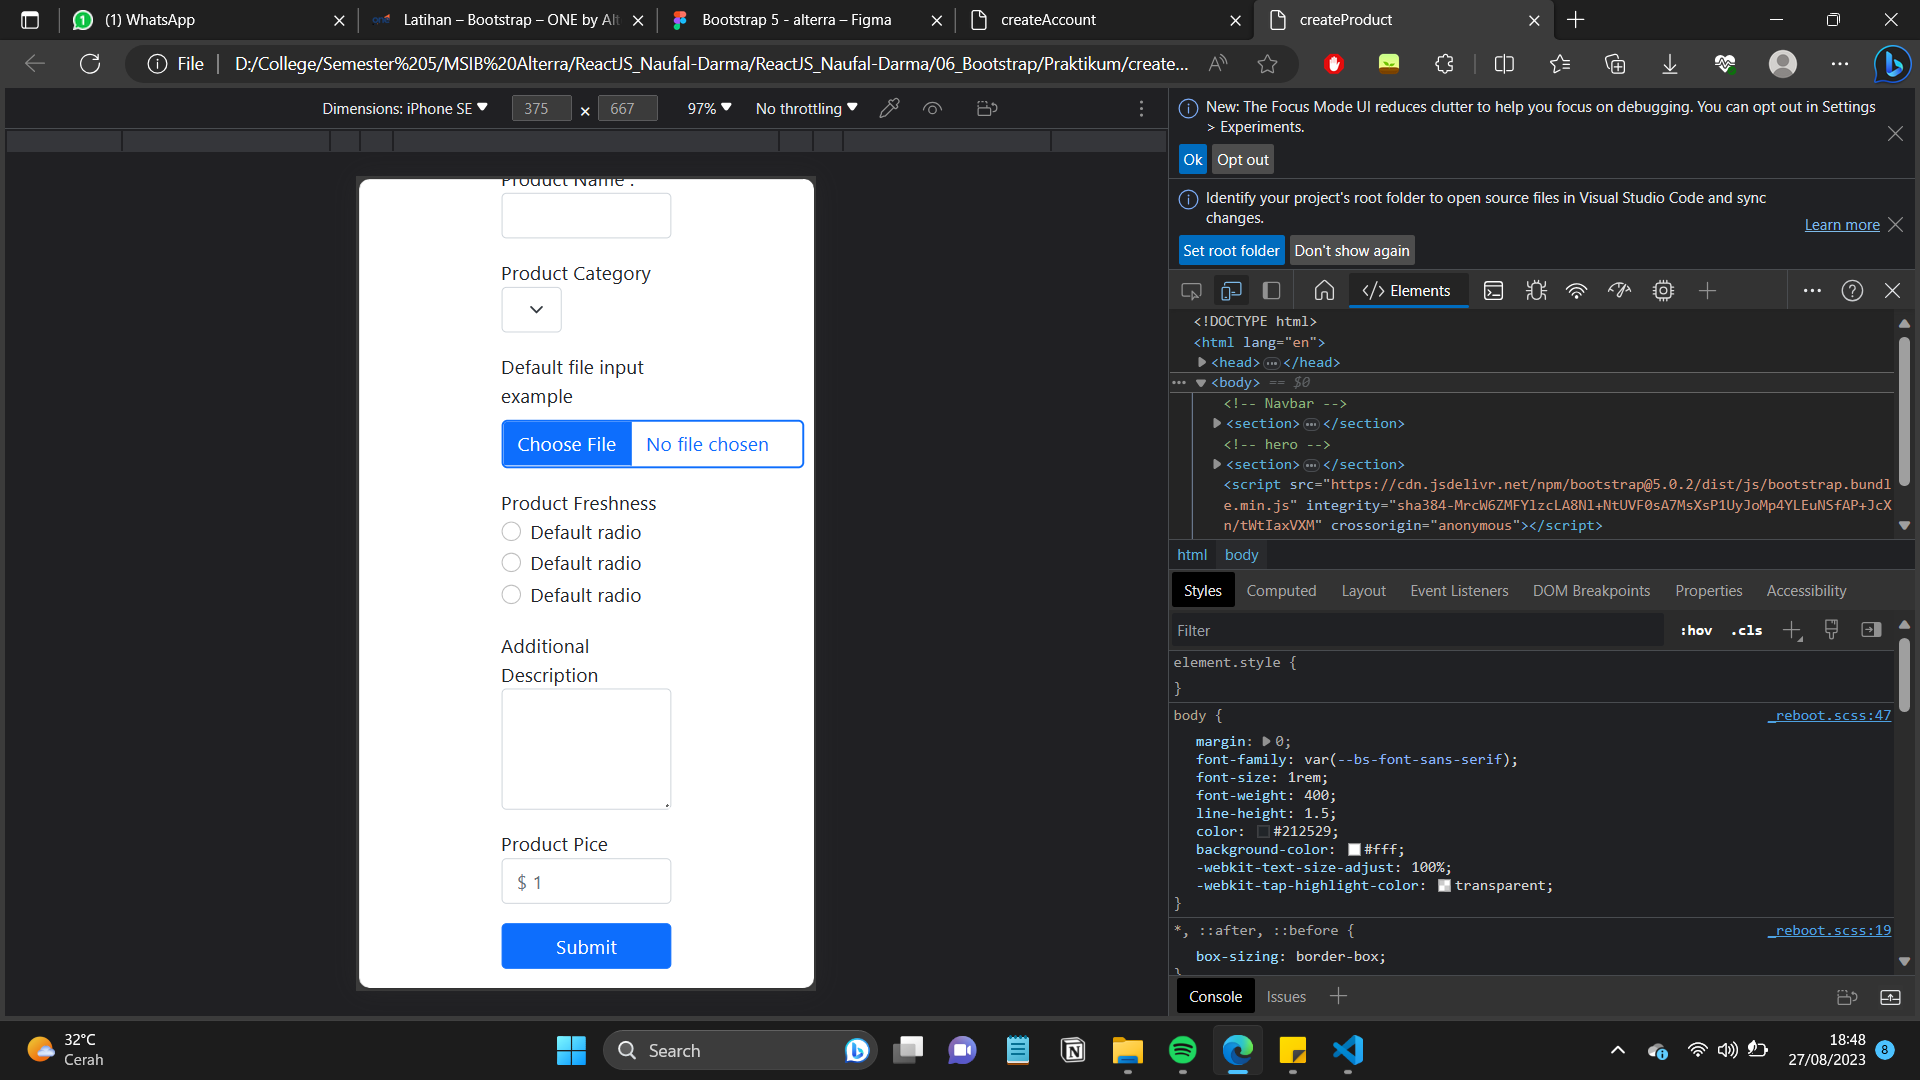 (1) WhatsApp
Latihan – Bootstrap – ONE by Alt
Bootstrap 5 - alterra – Figma
createAccount
createProduct
File
D:/College/Semester%205/MSIB%20Alterra/ReactJS_Naufal-Darma/ReactJS_Naufal-Darma/06_Bootstrap/Praktikum/create...
Dimensions: iPhone SE
375
×
667
97%
No throttling
Product Name :
Product Category
Default file input
example
Choose File
No file chosen
Product Freshness
Default radio
Default radio
Default radio
Additional
Description
Product Pice
$ 1
Submit
New: The Focus Mode UI reduces clutter to help you focus on debugging. You can opt out in Settings
> Experiments.
Ok
Opt out
Identify your project's root folder to open source files in Visual Studio Code and sync
changes.
Learn more
Set root folder
Don't show again
</> Elements
<!DOCTYPE html>
<html lang="en">
<head> ••• </head>
••• <body> == $0
<!-- Navbar -->
<section> ••• </section>
<!-- hero -->
<section> ••• </section>
<script src="https://cdn.jsdelivr.net/npm/bootstrap@5.0.2/dist/js/bootstrap.bundl
e.min.js" integrity="sha384-MrcW6ZMFYlzcLA8Nl+NtUVF0sA7MsXsP1UyJoMp4YLEuNSfAP+JcX
n/tWtIaxVXM" crossorigin="anonymous"></script>
html
body
Styles
Computed
Layout
Event Listeners
DOM Breakpoints
Properties
Accessibility
Filter
:hov
.cls
element.style {
}
body {
_reboot.scss:47
margin: 0;
font-family: var(--bs-font-sans-serif);
font-size: 1rem;
font-weight: 400;
line-height: 1.5;
color: #212529;
background-color: #fff;
-webkit-text-size-adjust: 100%;
-webkit-tap-highlight-color: transparent;
}
*, ::after, ::before {
_reboot.scss:19
box-sizing: border-box;
}
Console
Issues
32°C
Cerah
Search
18:48
27/08/2023
8